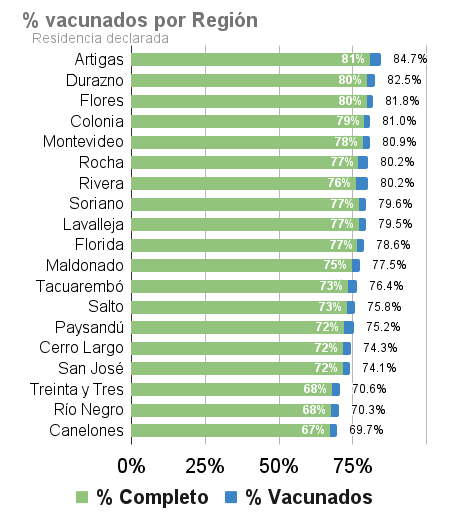 % vacunados por Región
Residencia declarada
Artigas 81% 84.7%
Durazno 80% 82.5%
Flores 80% 81.8%
Colonia 79% 81.0%
Montevideo 78% 80.9%
Rocha 77% 80.2%
Rivera 76% 80.2%
Soriano 77% 79.6%
Lavalleja 77% 79.5%
Florida 77% 78.6%
Maldonado 75% 77.5%
Tacuarembó 73% 76.4%
Salto 73% 75.8%
Paysandú 72% 75.2%
Cerro Largo 72% 74.3%
San José 72% 74.1%
Treinta y Tres 68% 70.6%
Río Negro 68% 70.3%
Canelones 67% 69.7%
0% 25% 50% 75%
% Completo % Vacunados